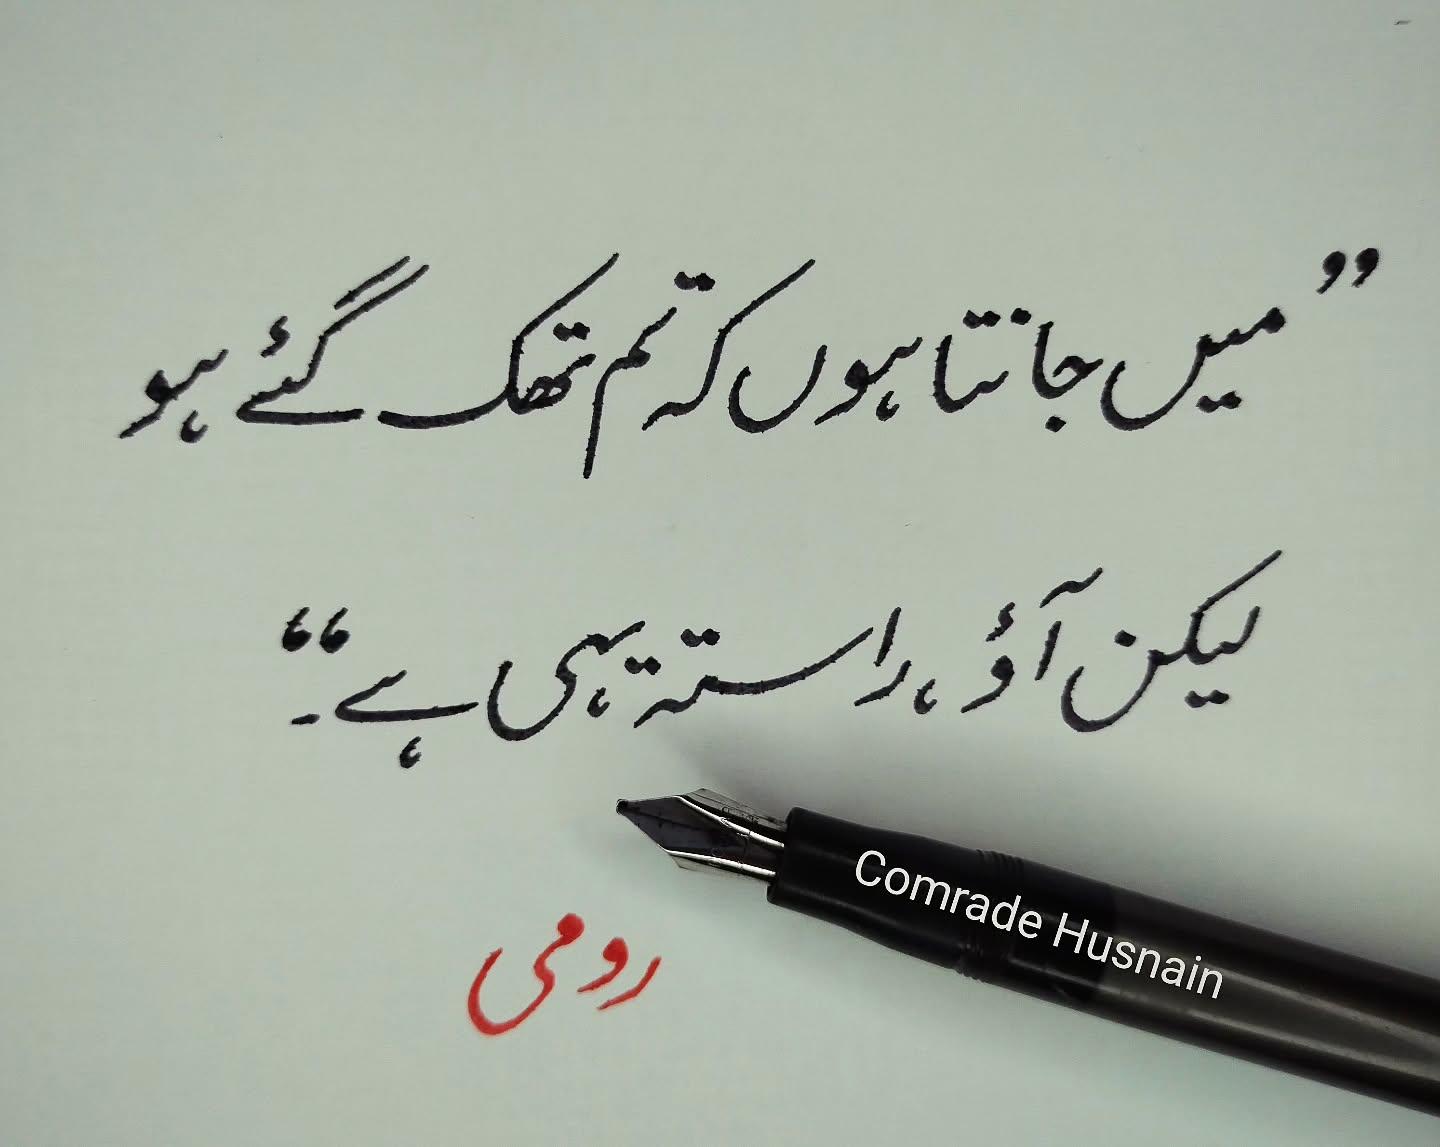 ”میں جانتا ہوں کہ تم تھک گئے ہو
لیکن آؤ، راستہ یہی ہے۔“
رومی
Comrade Husnain